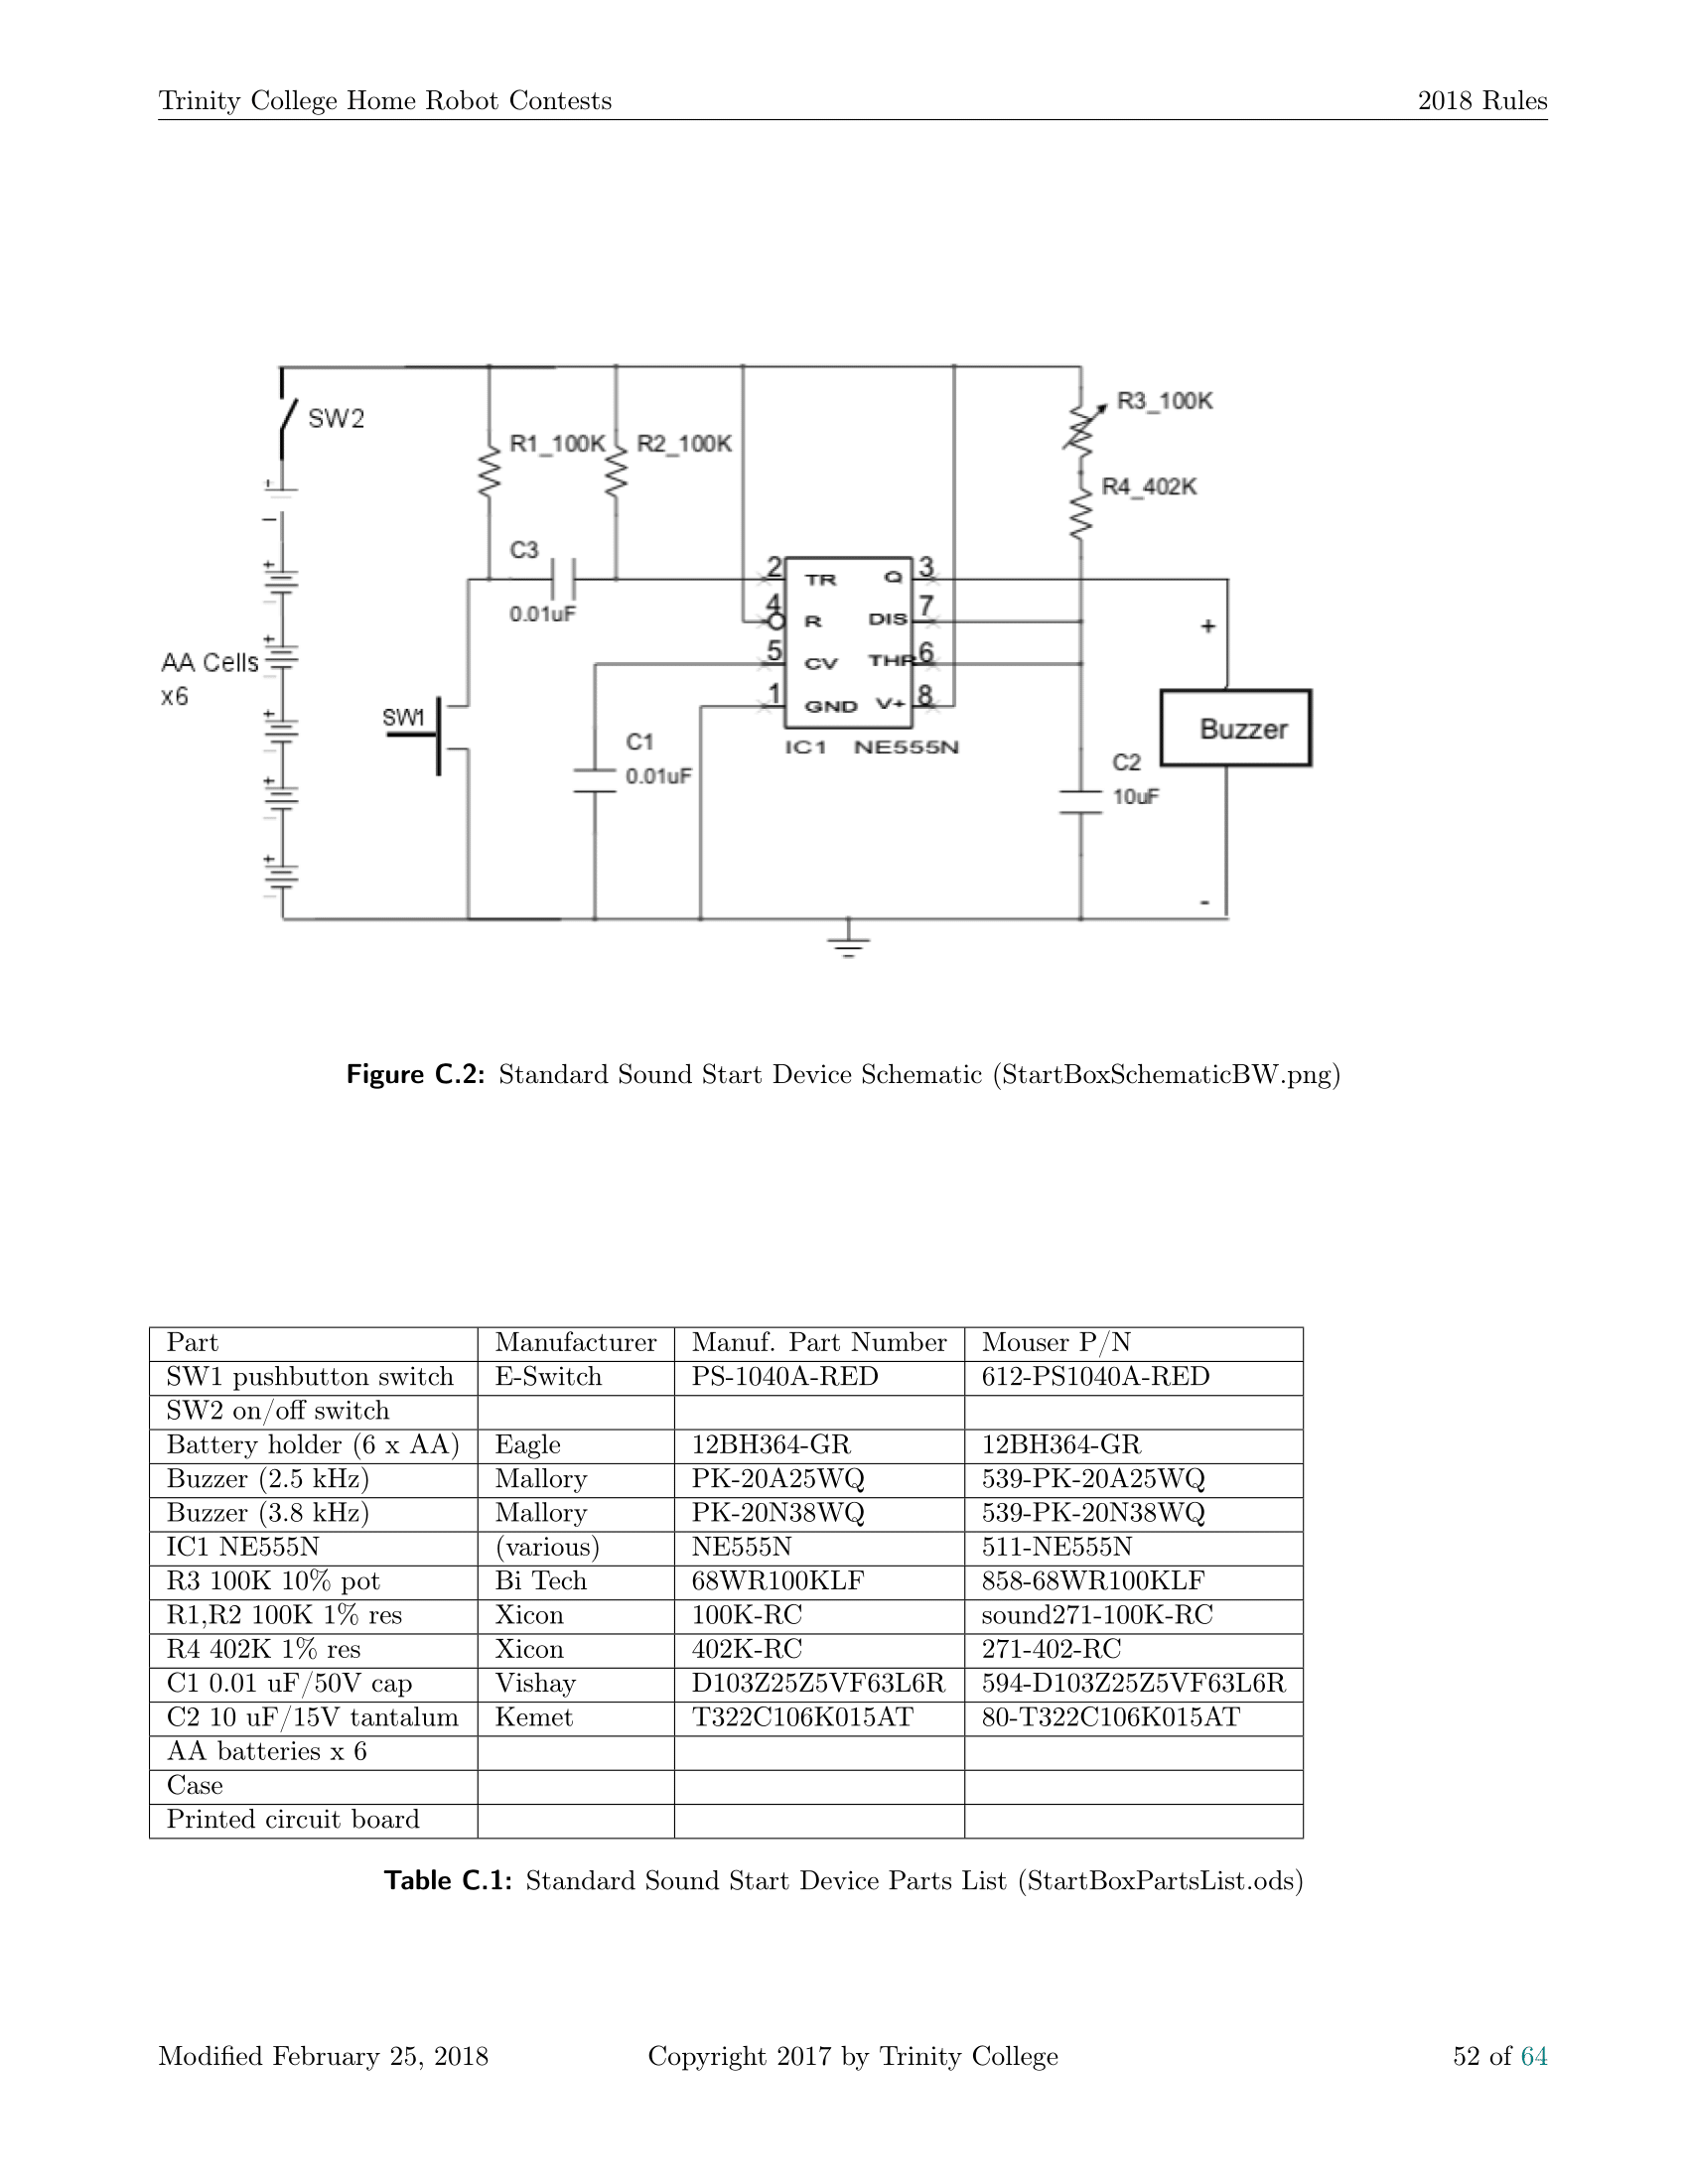 Trinity College Home Robot Contests 2018 Rules
SW2
R1_100K
R2_100K
R3_100K
R4_402K
C3
0.01uF
+
−
+
+
+
+
+
AA Cells
x6
SW1
2 TR Q 3
4 R DIS 7
5 CV THR 6
1 GND V+ 8
IC1 NE555N
C1
0.01uF
C2
10uF
+
Buzzer
-
Figure C.2: Standard Sound Start Device Schematic (StartBoxSchematicBW.png)
Part Manufacturer Manuf. Part Number Mouser P/N
SW1 pushbutton switch E-Switch PS-1040A-RED 612-PS1040A-RED
SW2 on/off switch
Battery holder (6 x AA) Eagle 12BH364-GR 12BH364-GR
Buzzer (2.5 kHz) Mallory PK-20A25WQ 539-PK-20A25WQ
Buzzer (3.8 kHz) Mallory PK-20N38WQ 539-PK-20N38WQ
IC1 NE555N (various) NE555N 511-NE555N
R3 100K 10% pot Bi Tech 68WR100KLF 858-68WR100KLF
R1,R2 100K 1% res Xicon 100K-RC sound271-100K-RC
R4 402K 1% res Xicon 402K-RC 271-402-RC
C1 0.01 uF/50V cap Vishay D103Z25Z5VF63L6R 594-D103Z25Z5VF63L6R
C2 10 uF/15V tantalum Kemet T322C106K015AT 80-T322C106K015AT
AA batteries x 6
Case
Printed circuit board
Table C.1: Standard Sound Start Device Parts List (StartBoxPartsList.ods)
Modified February 25, 2018 Copyright 2017 by Trinity College 52 of 64